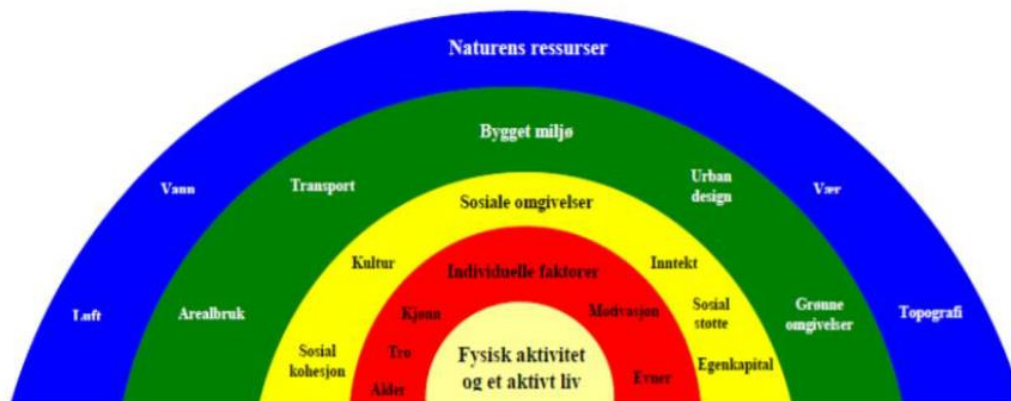 Naturens ressurser
Bygget miljø
Vann
Transport
Urban
design
Vær
Sosiale omgivelser
Kultur
Individuelle faktorer
Inntekt
Luft
Arealbruk
Kjønn
Motivasjon
Sosial
støtte
Grønne
omgivelser
Topografi
Sosial
kohesjon
Tro
Alder
Fysisk aktivitet
og et aktivt liv
Evner
Egenkapital